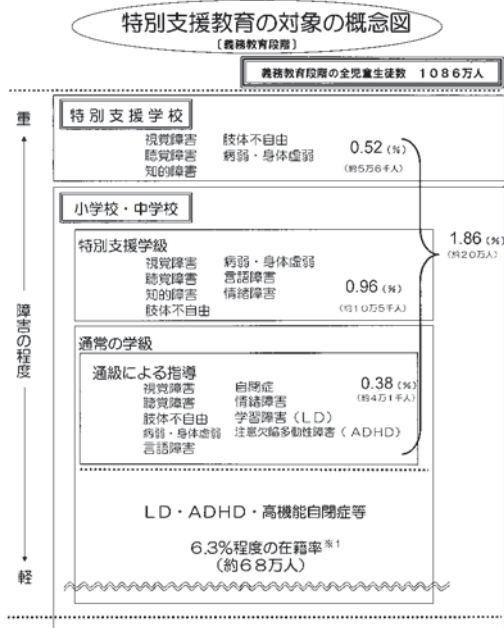 特別支援教育の対象の概念図
〔義務教育段階〕
義務教育段階の全児童生徒数　1086万人
重
障害の程度
軽
特別支援学校
視覚障害　肢体不自由
聴覚障害　病弱・身体虚弱
知的障害
0.52（%）
（約5万6千人）
小学校・中学校
特別支援学級
視覚障害　病弱・身体虚弱
聴覚障害　言語障害
知的障害　情緒障害
肢体不自由
0.96（%）
（約10万5千人）
1.86（%）
（約20万人）
通常の学級
通級による指導
視覚障害　自閉症
聴覚障害　情緒障害
肢体不自由　学習障害（LD）
病弱・身体虚弱　注意欠陥多動性障害（ADHD）
言語障害
0.38（%）
（約4万1千人）
LD・ADHD・高機能自閉症等
6.3%程度の在籍率※1
（約68万人）